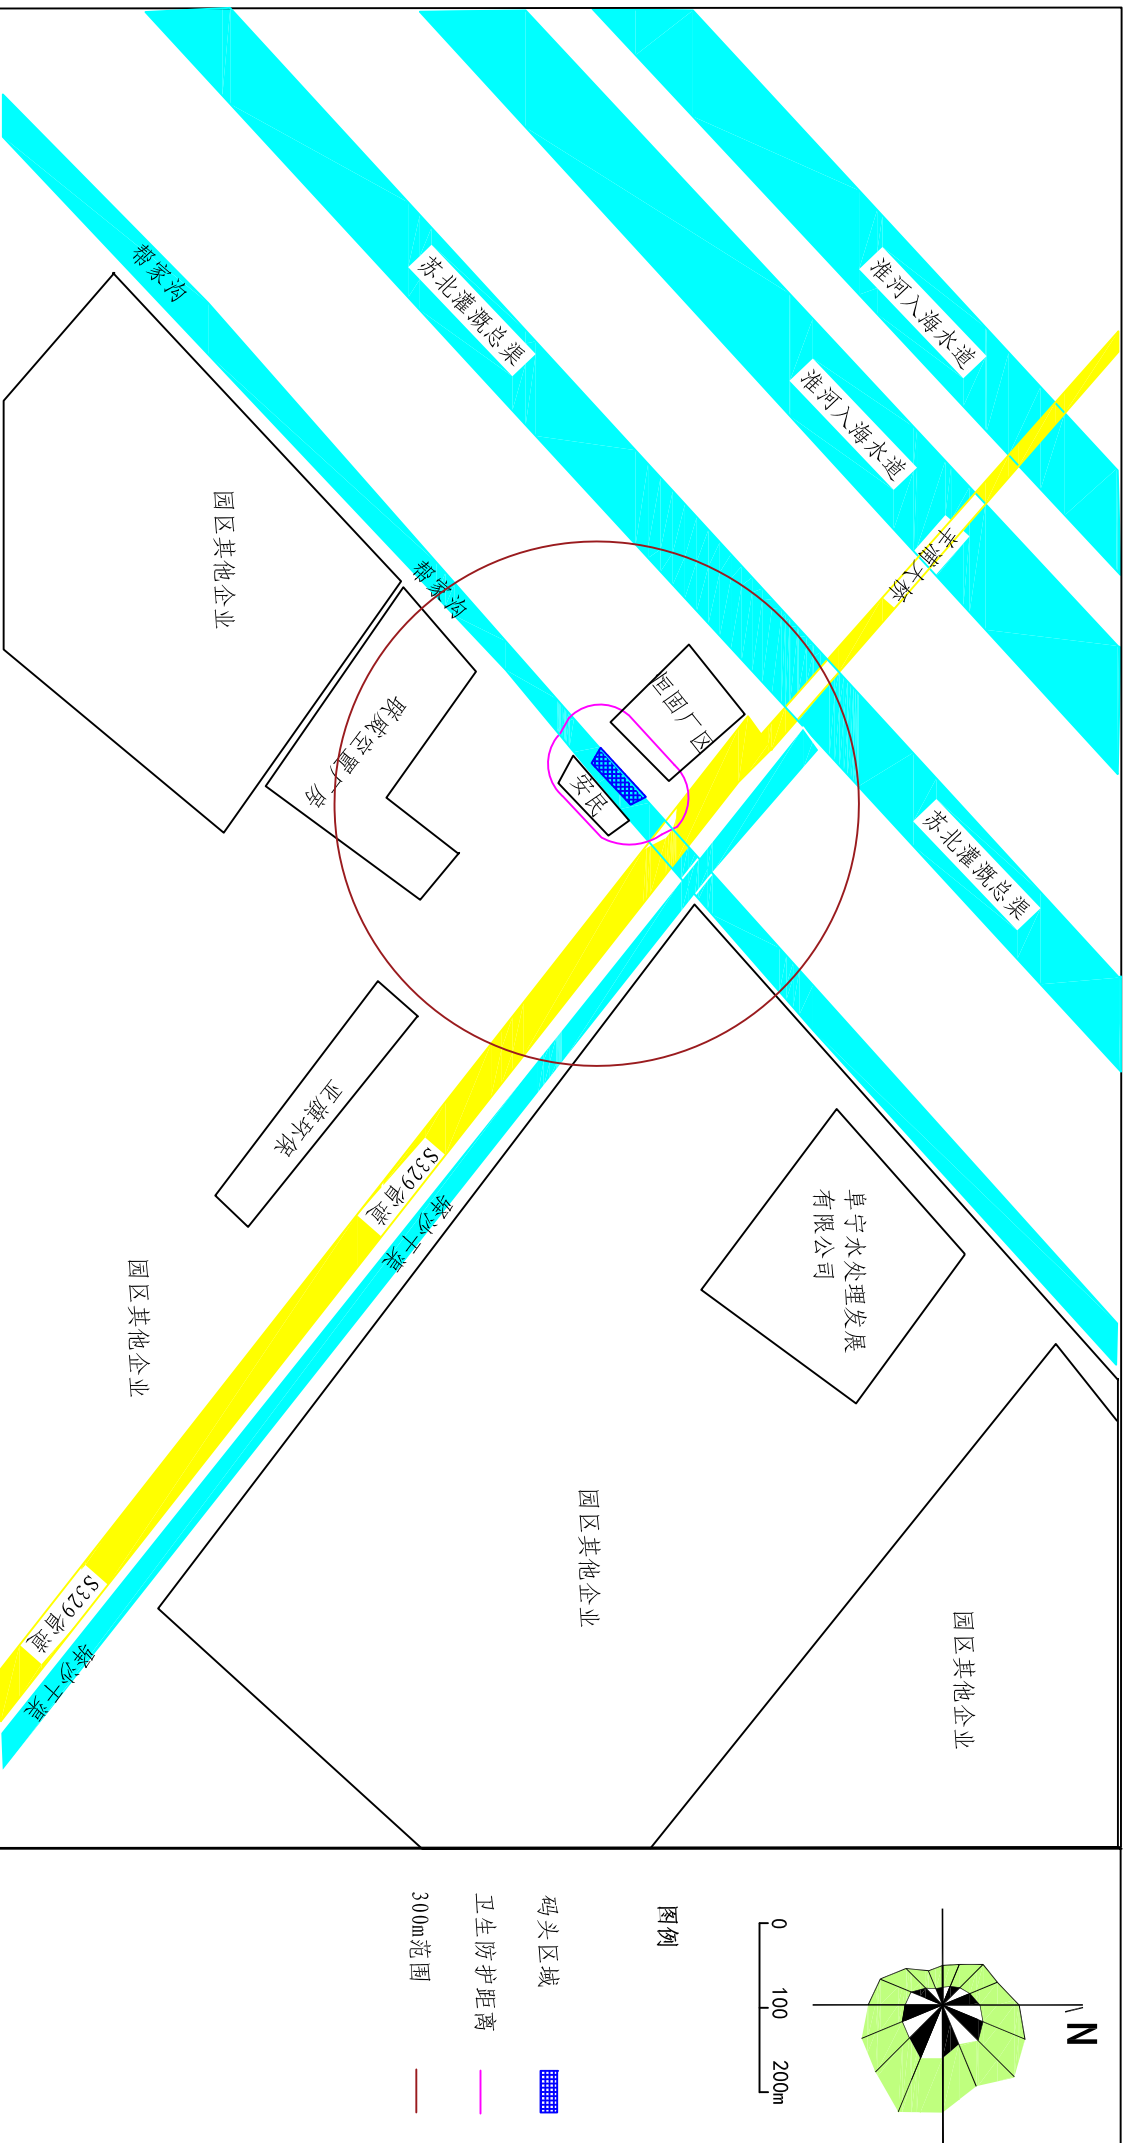 淮河入海水道
淮河入海水道
苏北灌溉总渠
苏北灌溉总渠
帮家沟
帮家沟
园区其他企业
恒固厂区
安民
亚旗环保
S329省道
S329省道
阜宁水处理发展
有限公司
园区其他企业
园区其他企业
园区其他企业
N
0
100
200m
图例
码头区域
卫生防护距离
300m范围